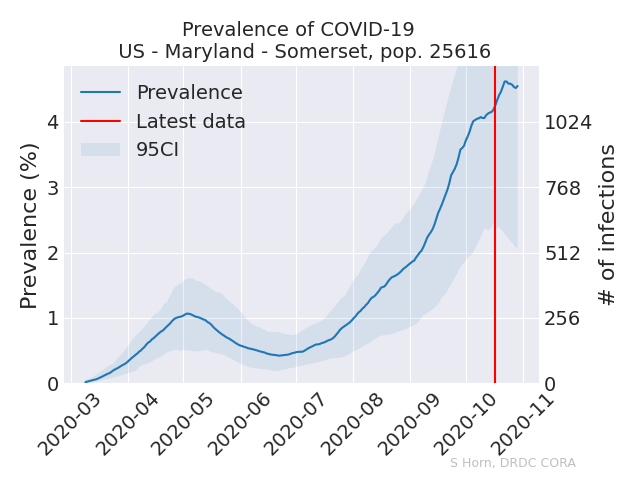 Prevalence of COVID-19
US - Maryland - Somerset, pop. 25616
Prevalence
Latest data
95CI
Prevalence (%)
4
3
2
1
0
1024
768
512
256
0
# of infections
2020-03
2020-04
2020-05
2020-06
2020-07
2020-08
2020-09
2020-10
2020-11
S Horn, DRDC CORA